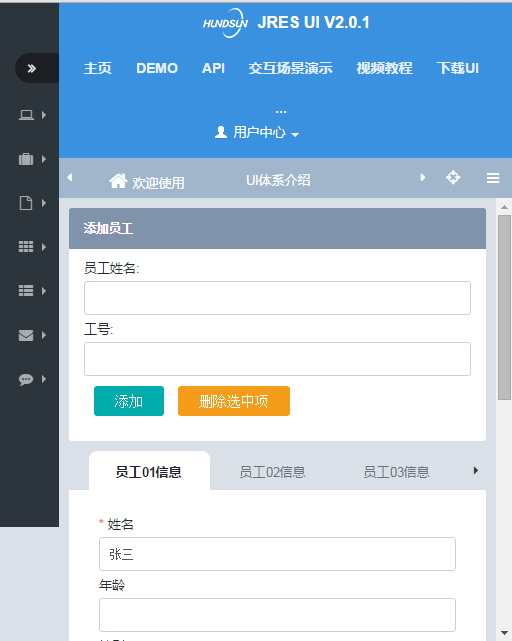 HUNDSUN JRES UI V2.0.1
主页 DEMO API 交互场景演示 视频教程 下载UI
...
用户中心
欢迎使用 UI体系介绍
添加员工
员工姓名:
工号:
添加 删除选中项
员工01信息 员工02信息 员工03信息
* 姓名
张三
年龄